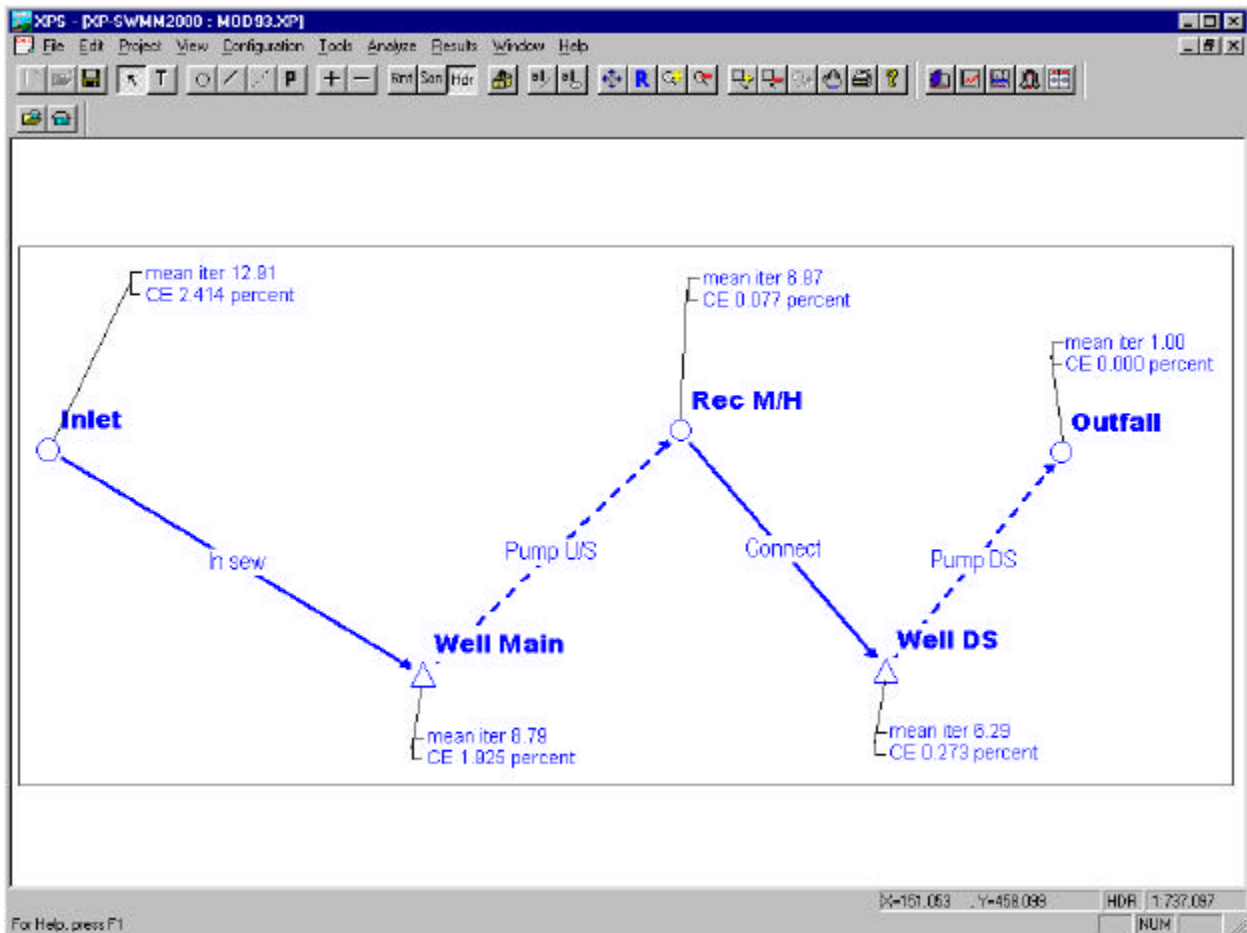 XPS - [XP-SWMM2000 : MOD93.XP]
File Edit Project View Configuration Tools Analyze Results Window Help
T P Rnf San Hdr R
mean iter 12.91
CE 2.414 percent
mean iter 6.97
CE 0.077 percent
mean iter 1.00
CE 0.000 percent
Inlet
Rec M/H
Outfall
In sew
Pump U/S
Connect
Pump DS
Well Main
Well DS
mean iter 8.79
CE 1.925 percent
mean iter 6.29
CE 0.273 percent
X=151.053 , Y=458.099 HDR 1:737.097
For Help, press F1 NUM